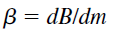 β = dB/dm